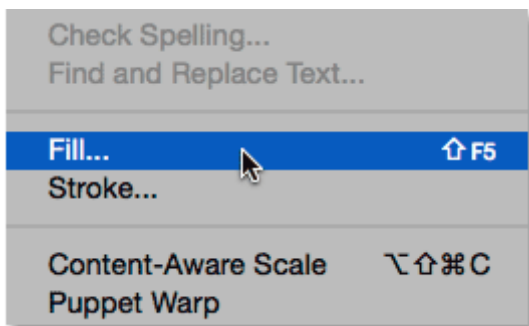 Check Spelling...
Find and Replace Text...
Fill... ⇧ F5
Stroke...
Content-Aware Scale ⌥⇧⌘C
Puppet Warp